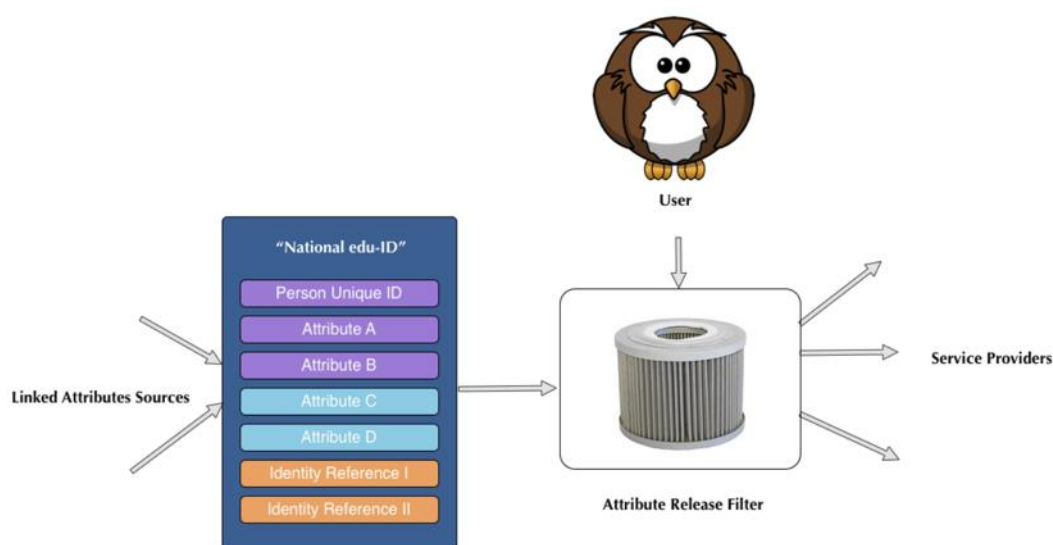 User
“National edu-ID”
Person Unique ID
Attribute A
Attribute B
Attribute C
Attribute D
Identity Reference I
Identity Reference II
Linked Attributes Sources
Service Providers
Attribute Release Filter